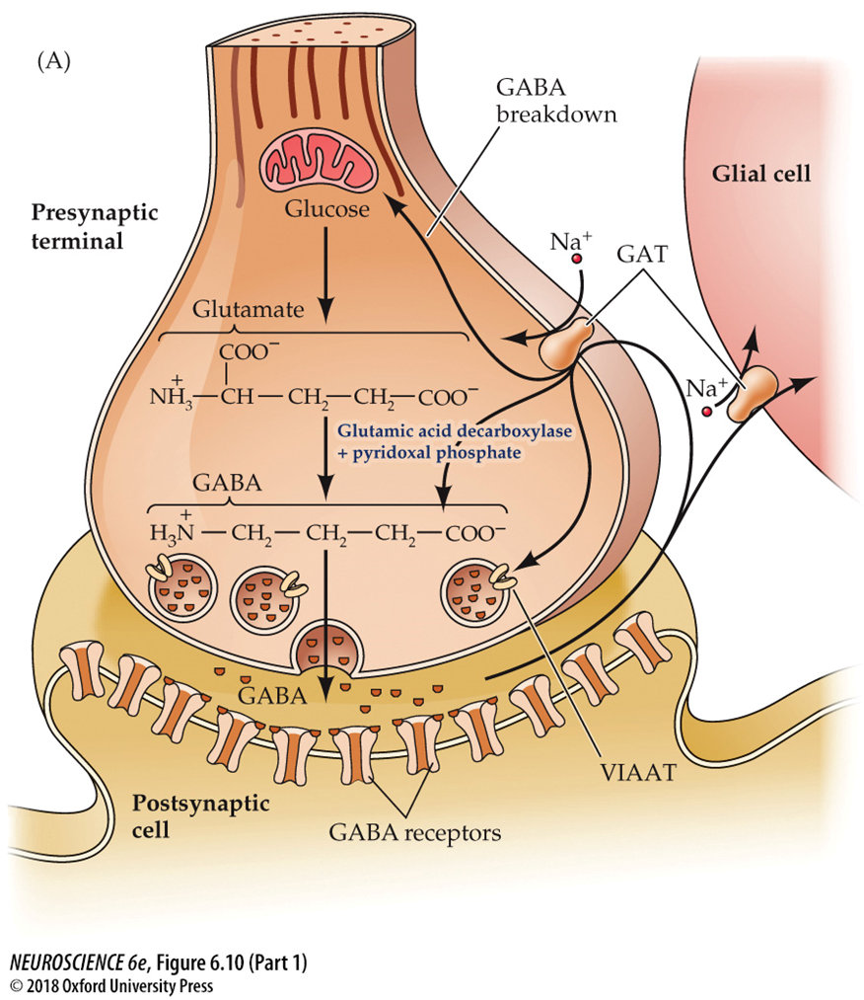 (A)
GABA
breakdown
Glial cell
Presynaptic
terminal
Glucose
Na⁺
GAT
Glutamate
COO⁻
NH₃⁺—CH—CH₂—CH₂—COO⁻
Na⁺
Glutamic acid decarboxylase
+ pyridoxal phosphate
GABA
H₃N⁺—CH₂—CH₂—CH₂—COO⁻
GABA
VIAAT
Postsynaptic
cell
GABA receptors
NEUROSCIENCE 6e, Figure 6.10 (Part 1)
© 2018 Oxford University Press